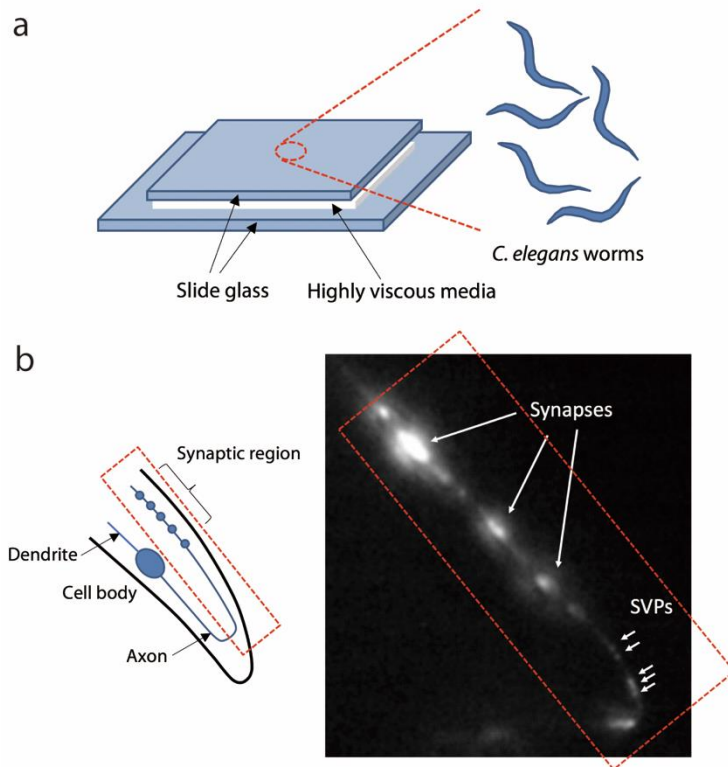 a
Slide glass
Highly viscous media
C. elegans worms
b
Synaptic region
Dendrite
Cell body
Axon
Synapses
SVPs